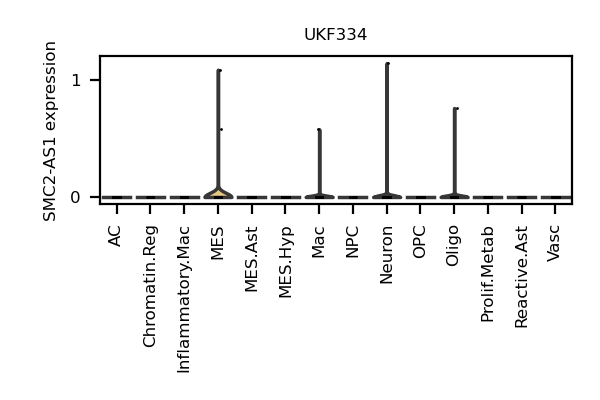 UKF334
SMC2-AS1 expression
1
0
AC
Chromatin.Reg
Inflammatory.Mac
MES
MES.Ast
MES.Hyp
Mac
NPC
Neuron
OPC
Oligo
Prolif.Metab
Reactive.Ast
Vasc